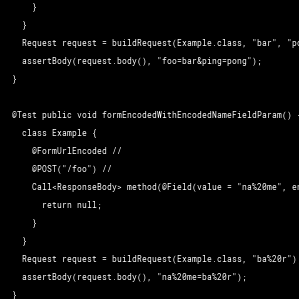 }
}
Request request = buildRequest(Example.class, "bar",
assertBody(request.body(), "foo=bar&ping=pong");
}
@Test public void formEncodedWithEncodedNameFieldParam()
class Example {
@FormUrlEncoded //
@POST("/foo") //
Call<ResponseBody> method(@Field(value = "na%20me",
return null;
}
}
Request request = buildRequest(Example.class, "ba%20r")
assertBody(request.body(), "na%20me=ba%20r");
}